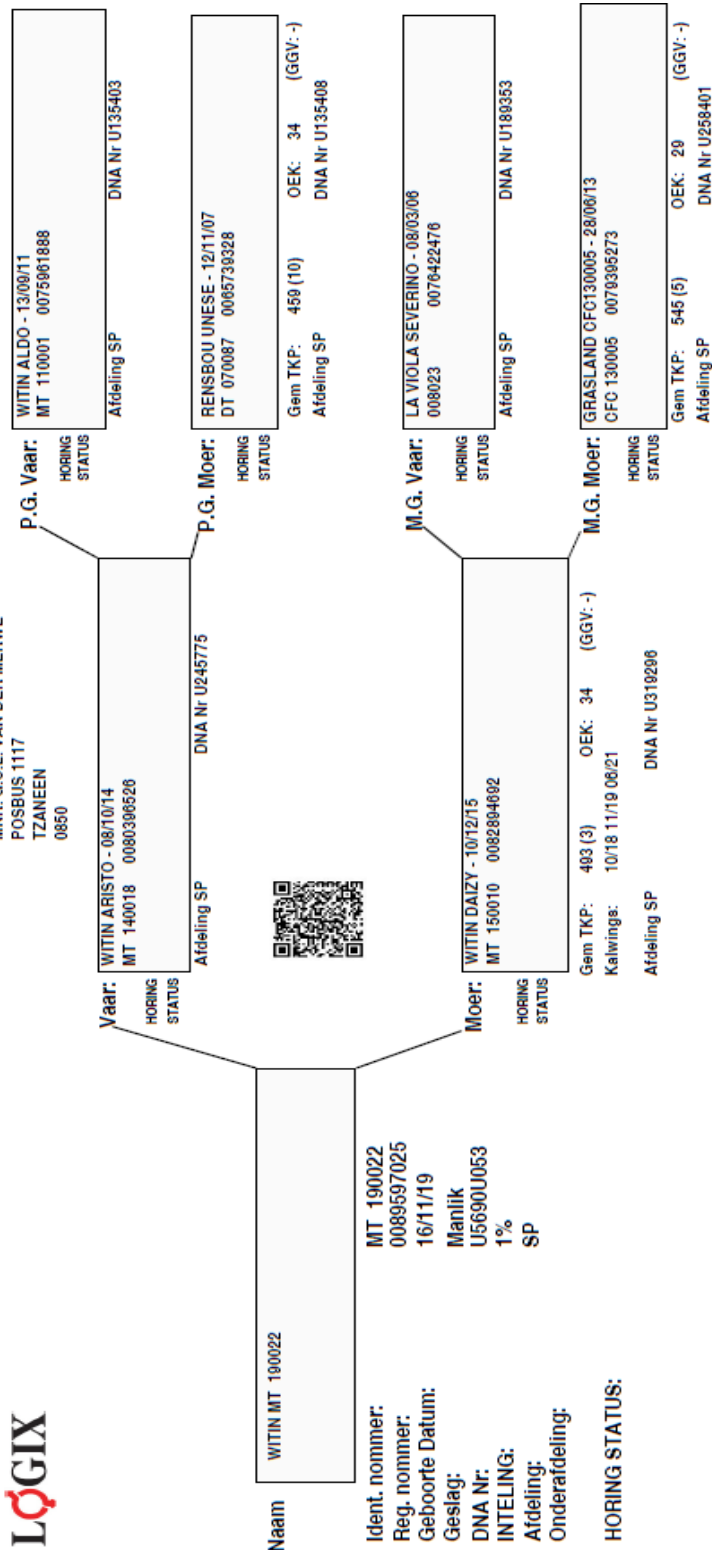 LOGIX
POSBUS 1117
TZANEEN
0850
Naam
WITIN MT 190022
Ident. nommer: MT 190022
Reg. nommer: 0089597025
Geboorte Datum: 16/11/19
Geslag: Manlik
DNA Nr: U5690U053
INTELING: 1%
Afdeling: SP
Onderafdeling:
HORING STATUS:
Vaar:
WITIN ARISTO - 08/10/14
MT 140018 0080396526
HORING
STATUS
Afdeling SP DNA Nr U245775
Moer:
WITIN DAIZY - 10/12/15
MT 150010 0082894692
HORING
STATUS
Gem TKP: 493 (3) OEK: 34 (GGV: -)
Kalwings: 10/18 11/19 06/21
Afdeling SP DNA Nr U319296
P.G. Vaar:
WITIN ALDO - 13/09/11
MT 110001 0075961888
HORING
STATUS
Afdeling SP DNA Nr U135403
P.G. Moer:
RENSBOU UNESE - 12/11/07
DT 070087 0065739328
HORING
STATUS
Gem TKP: 459 (10) OEK: 34 (GGV: -)
Afdeling SP DNA Nr U135408
M.G. Vaar:
LA VIOLA SEVERINO - 08/03/06
008023 0076422476
HORING
STATUS
Afdeling SP DNA Nr U189353
M.G. Moer:
GRASLAND CFC130005 - 28/06/13
CFC 130005 0079395273
HORING
STATUS
Gem TKP: 545 (5) OEK: 29 (GGV: -)
Afdeling SP DNA Nr U258401